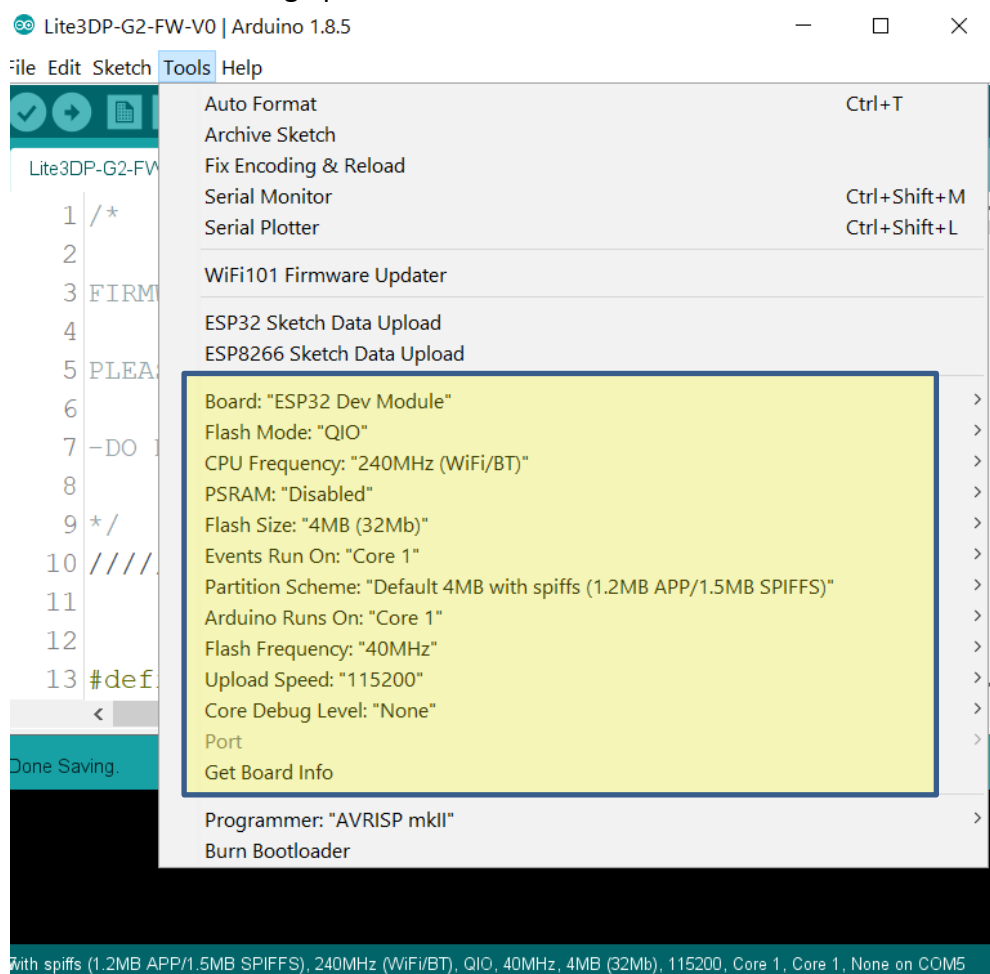 Lite3DP-G2-FW-V0 | Arduino 1.8.5
File Edit Sketch Tools Help
Auto Format Ctrl+T
Archive Sketch
Fix Encoding & Reload
Lite3DP-G2-FW
Serial Monitor Ctrl+Shift+M
Serial Plotter Ctrl+Shift+L
WiFi101 Firmware Updater
ESP32 Sketch Data Upload
ESP8266 Sketch Data Upload
1 /*
2
3 FIRMW
4
5 PLEAS
6
7 -DO
8
9 */
10 ////
11
12
13 #defi
Board: "ESP32 Dev Module"
Flash Mode: "QIO"
CPU Frequency: "240MHz (WiFi/BT)"
PSRAM: "Disabled"
Flash Size: "4MB (32Mb)"
Events Run On: "Core 1"
Partition Scheme: "Default 4MB with spiffs (1.2MB APP/1.5MB SPIFFS)"
Arduino Runs On: "Core 1"
Flash Frequency: "40MHz"
Upload Speed: "115200"
Core Debug Level: "None"
Port
Get Board Info
Done Saving.
Programmer: "AVRISP mkII"
Burn Bootloader
with spiffs (1.2MB APP/1.5MB SPIFFS), 240MHz (WiFi/BT), QIO, 40MHz, 4MB (32Mb), 115200, Core 1, Core 1, None on COM5